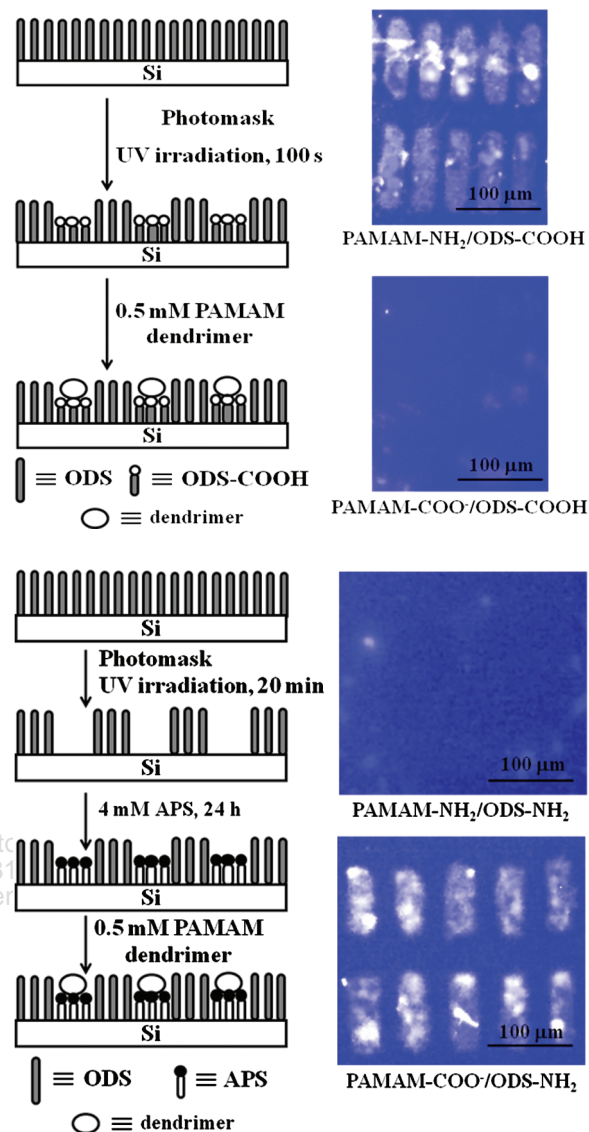 Si
Photomask
UV irradiation, 100 s
Si
0.5 mM PAMAM
dendrimer
Si
≡ ODS ≡ ODS-COOH
≡ dendrimer
100 μm
PAMAM-NH₂/ODS-COOH
100 μm
PAMAM-COO⁻/ODS-COOH
Si
Photomask
UV irradiation, 20 min
Si
4 mM APS, 24 h
Si
0.5 mM PAMAM
dendrimer
Si
≡ ODS ≡ APS
≡ dendrimer
100 μm
PAMAM-NH₂/ODS-NH₂
100 μm
PAMAM-COO⁻/ODS-NH₂